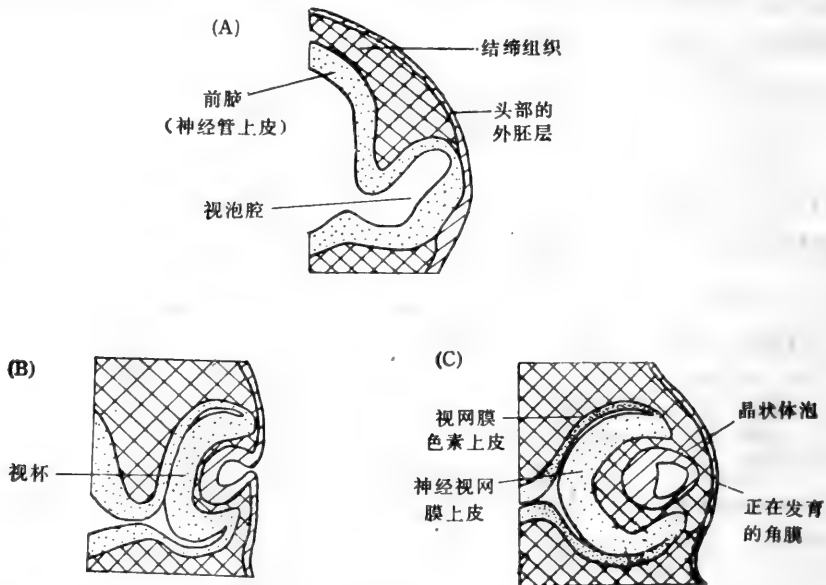 (A)
结缔组织
前脑
（神经管上皮）
头部的
外胚层
视泡腔
(B)
视杯
(C)
视网膜
色素上皮
神经视网
膜上皮
晶状体泡
正在发育
的角膜